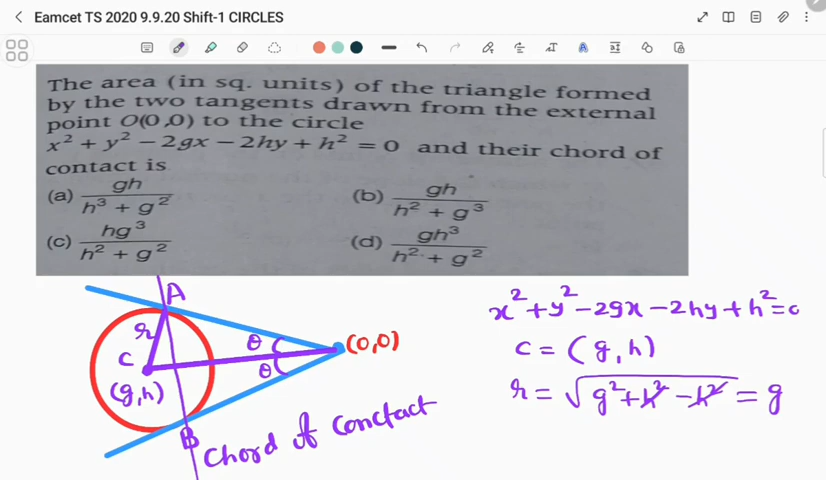 Eamcet TS 2020 9.9.20 Shift-1 CIRCLES
The area (in sq. units) of the triangle formed
by the two tangents drawn from the external
point O(0,0) to the circle
x² + y² − 2gx − 2hy + h² = 0 and their chord of
contact is
(a) gh / (h³ + g²) (b) gh / (h² + g³)
(c) hg³ / (h² + g²) (d) gh³ / (h² + g²)
A
x² + y² − 2gx − 2hy + h² = 0
r
θ
(0,0)
C
θ
C = (g, h)
(g,h)
r = √(g² + h² − h²) = g
B
Chord of Contact